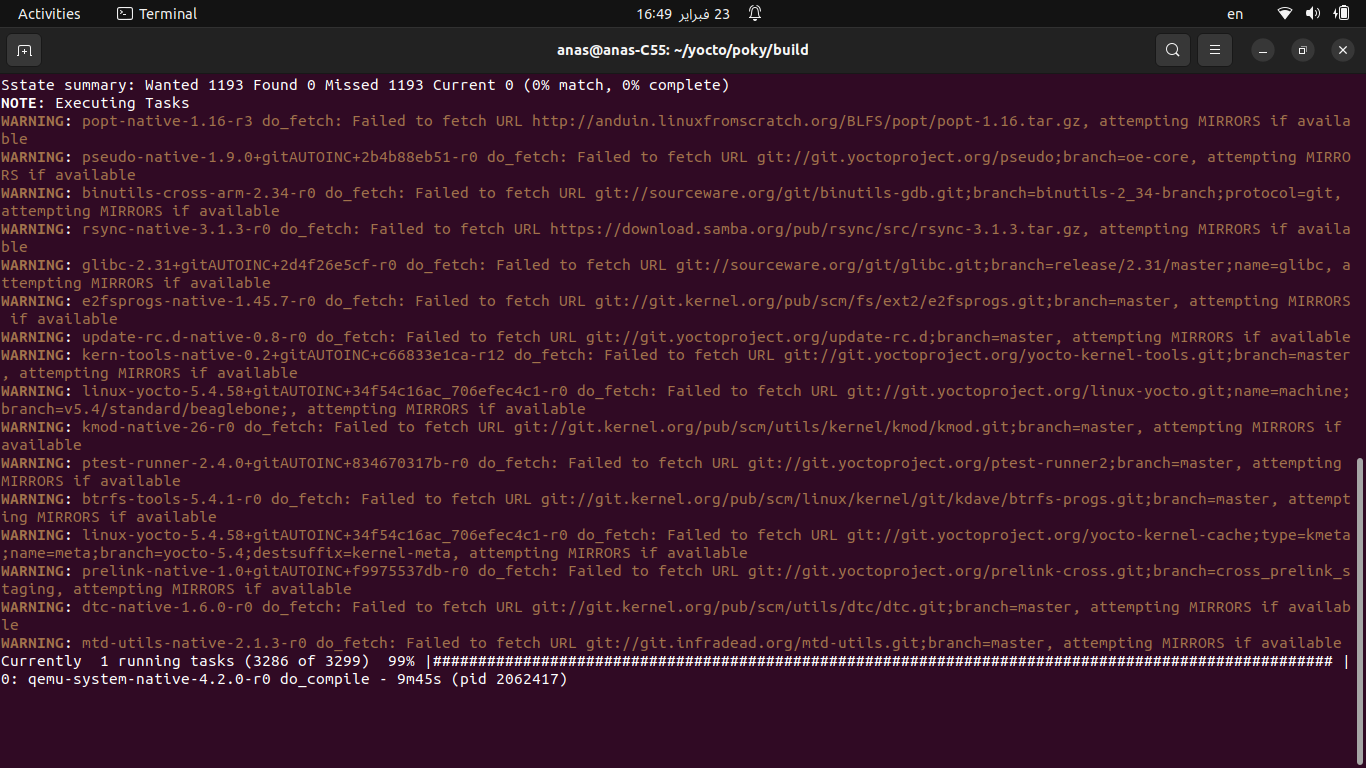 Activities
Terminal
23 فبراير 16:49
en
anas@anas-C55: ~/yocto/poky/build
Sstate summary: Wanted 1193 Found 0 Missed 1193 Current 0 (0% match, 0% complete)
NOTE: Executing Tasks
WARNING: popt-native-1.16-r3 do_fetch: Failed to fetch URL http://anduin.linuxfromscratch.org/BLFS/popt/popt-1.16.tar.gz, attempting MIRRORS if availa
ble
WARNING: pseudo-native-1.9.0+gitAUTOINC+2b4b88eb51-r0 do_fetch: Failed to fetch URL git://git.yoctoproject.org/pseudo;branch=oe-core, attempting MIRRO
RS if available
WARNING: binutils-cross-arm-2.34-r0 do_fetch: Failed to fetch URL git://sourceware.org/git/binutils-gdb.git;branch=binutils-2_34-branch;protocol=git,
attempting MIRRORS if available
WARNING: rsync-native-3.1.3-r0 do_fetch: Failed to fetch URL https://download.samba.org/pub/rsync/src/rsync-3.1.3.tar.gz, attempting MIRRORS if availa
ble
WARNING: glibc-2.31+gitAUTOINC+2d4f26e5cf-r0 do_fetch: Failed to fetch URL git://sourceware.org/git/glibc.git;branch=release/2.31/master;name=glibc, a
ttempting MIRRORS if available
WARNING: e2fsprogs-native-1.45.7-r0 do_fetch: Failed to fetch URL git://git.kernel.org/pub/scm/fs/ext2/e2fsprogs.git;branch=master, attempting MIRRORS
 if available
WARNING: update-rc.d-native-0.8-r0 do_fetch: Failed to fetch URL git://git.yoctoproject.org/update-rc.d;branch=master, attempting MIRRORS if available
WARNING: kern-tools-native-0.2+gitAUTOINC+c66833e1ca-r12 do_fetch: Failed to fetch URL git://git.yoctoproject.org/yocto-kernel-tools.git;branch=master
, attempting MIRRORS if available
WARNING: linux-yocto-5.4.58+gitAUTOINC+34f54c16ac_706efec4c1-r0 do_fetch: Failed to fetch URL git://git.yoctoproject.org/linux-yocto.git;name=machine;
branch=v5.4/standard/beaglebone;, attempting MIRRORS if available
WARNING: kmod-native-26-r0 do_fetch: Failed to fetch URL git://git.kernel.org/pub/scm/utils/kernel/kmod/kmod.git;branch=master, attempting MIRRORS if
available
WARNING: ptest-runner-2.4.0+gitAUTOINC+834670317b-r0 do_fetch: Failed to fetch URL git://git.yoctoproject.org/ptest-runner2;branch=master, attempting
MIRRORS if available
WARNING: btrfs-tools-5.4.1-r0 do_fetch: Failed to fetch URL git://git.kernel.org/pub/scm/linux/kernel/git/kdave/btrfs-progs.git;branch=master, attempt
ing MIRRORS if available
WARNING: linux-yocto-5.4.58+gitAUTOINC+34f54c16ac_706efec4c1-r0 do_fetch: Failed to fetch URL git://git.yoctoproject.org/yocto-kernel-cache;type=kmeta
;name=meta;branch=yocto-5.4;destsuffix=kernel-meta, attempting MIRRORS if available
WARNING: prelink-native-1.0+gitAUTOINC+f9975537db-r0 do_fetch: Failed to fetch URL git://git.yoctoproject.org/prelink-cross.git;branch=cross_prelink_s
taging, attempting MIRRORS if available
WARNING: dtc-native-1.6.0-r0 do_fetch: Failed to fetch URL git://git.kernel.org/pub/scm/utils/dtc/dtc.git;branch=master, attempting MIRRORS if availab
le
WARNING: mtd-utils-native-2.1.3-r0 do_fetch: Failed to fetch URL git://git.infradead.org/mtd-utils.git;branch=master, attempting MIRRORS if available
Currently  1 running tasks (3286 of 3299)  99% |#################################################################################################### |
0: qemu-system-native-4.2.0-r0 do_compile - 9m45s (pid 2062417)